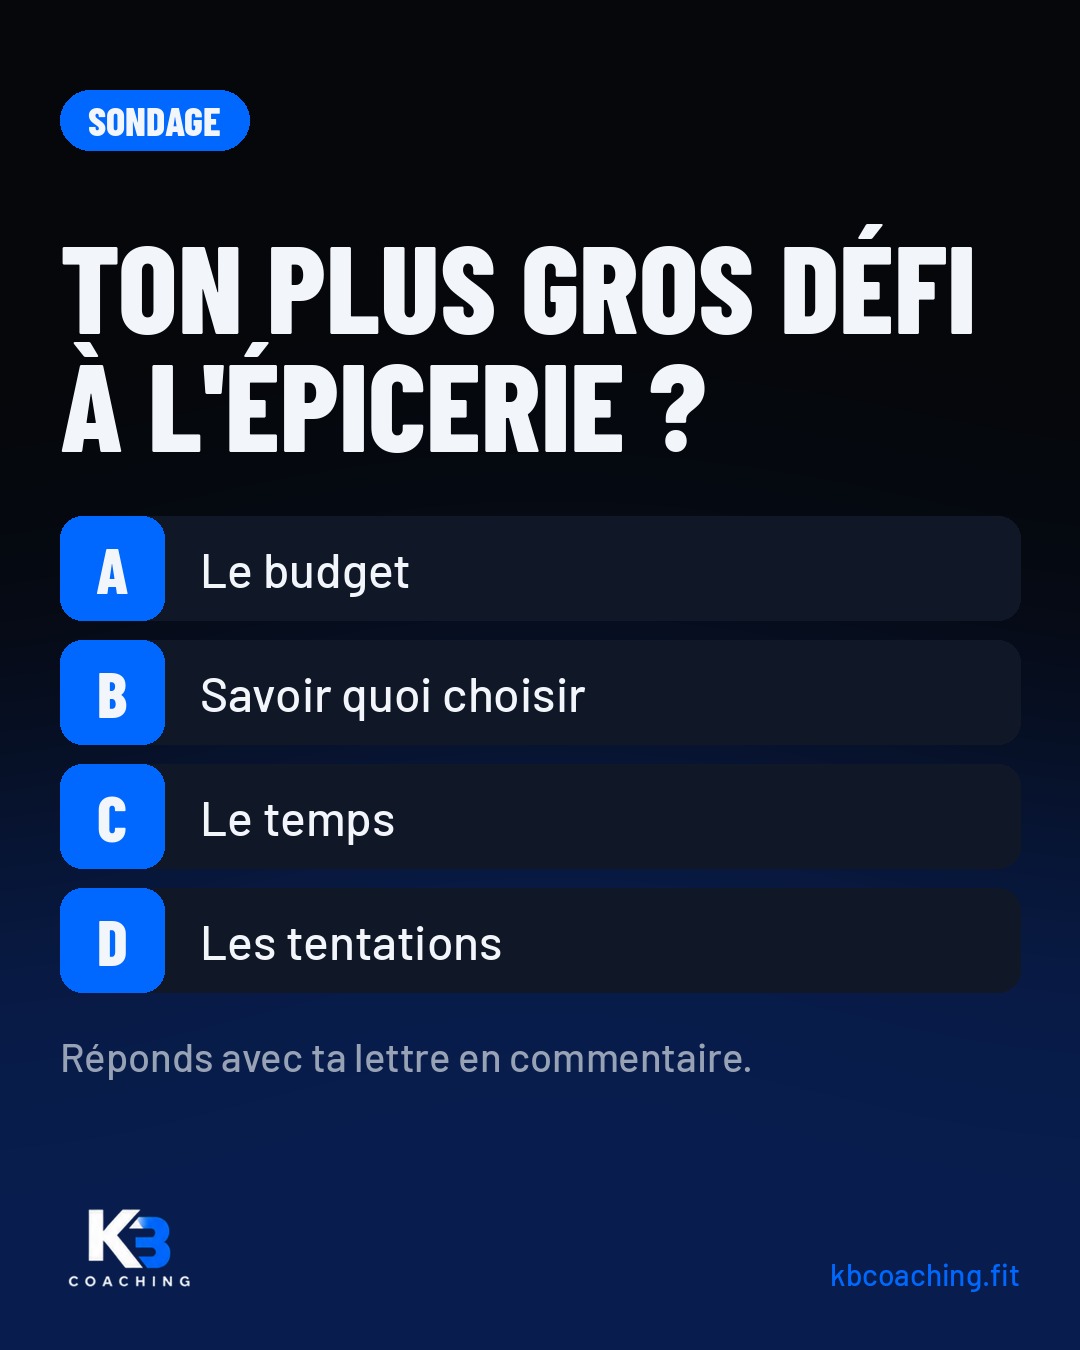 SONDAGE
TON PLUS GROS DÉFI
À L'ÉPICERIE ?
A Le budget
B Savoir quoi choisir
C Le temps
D Les tentations
Réponds avec ta lettre en commentaire.
KB
COACHING
kbcoaching.fit